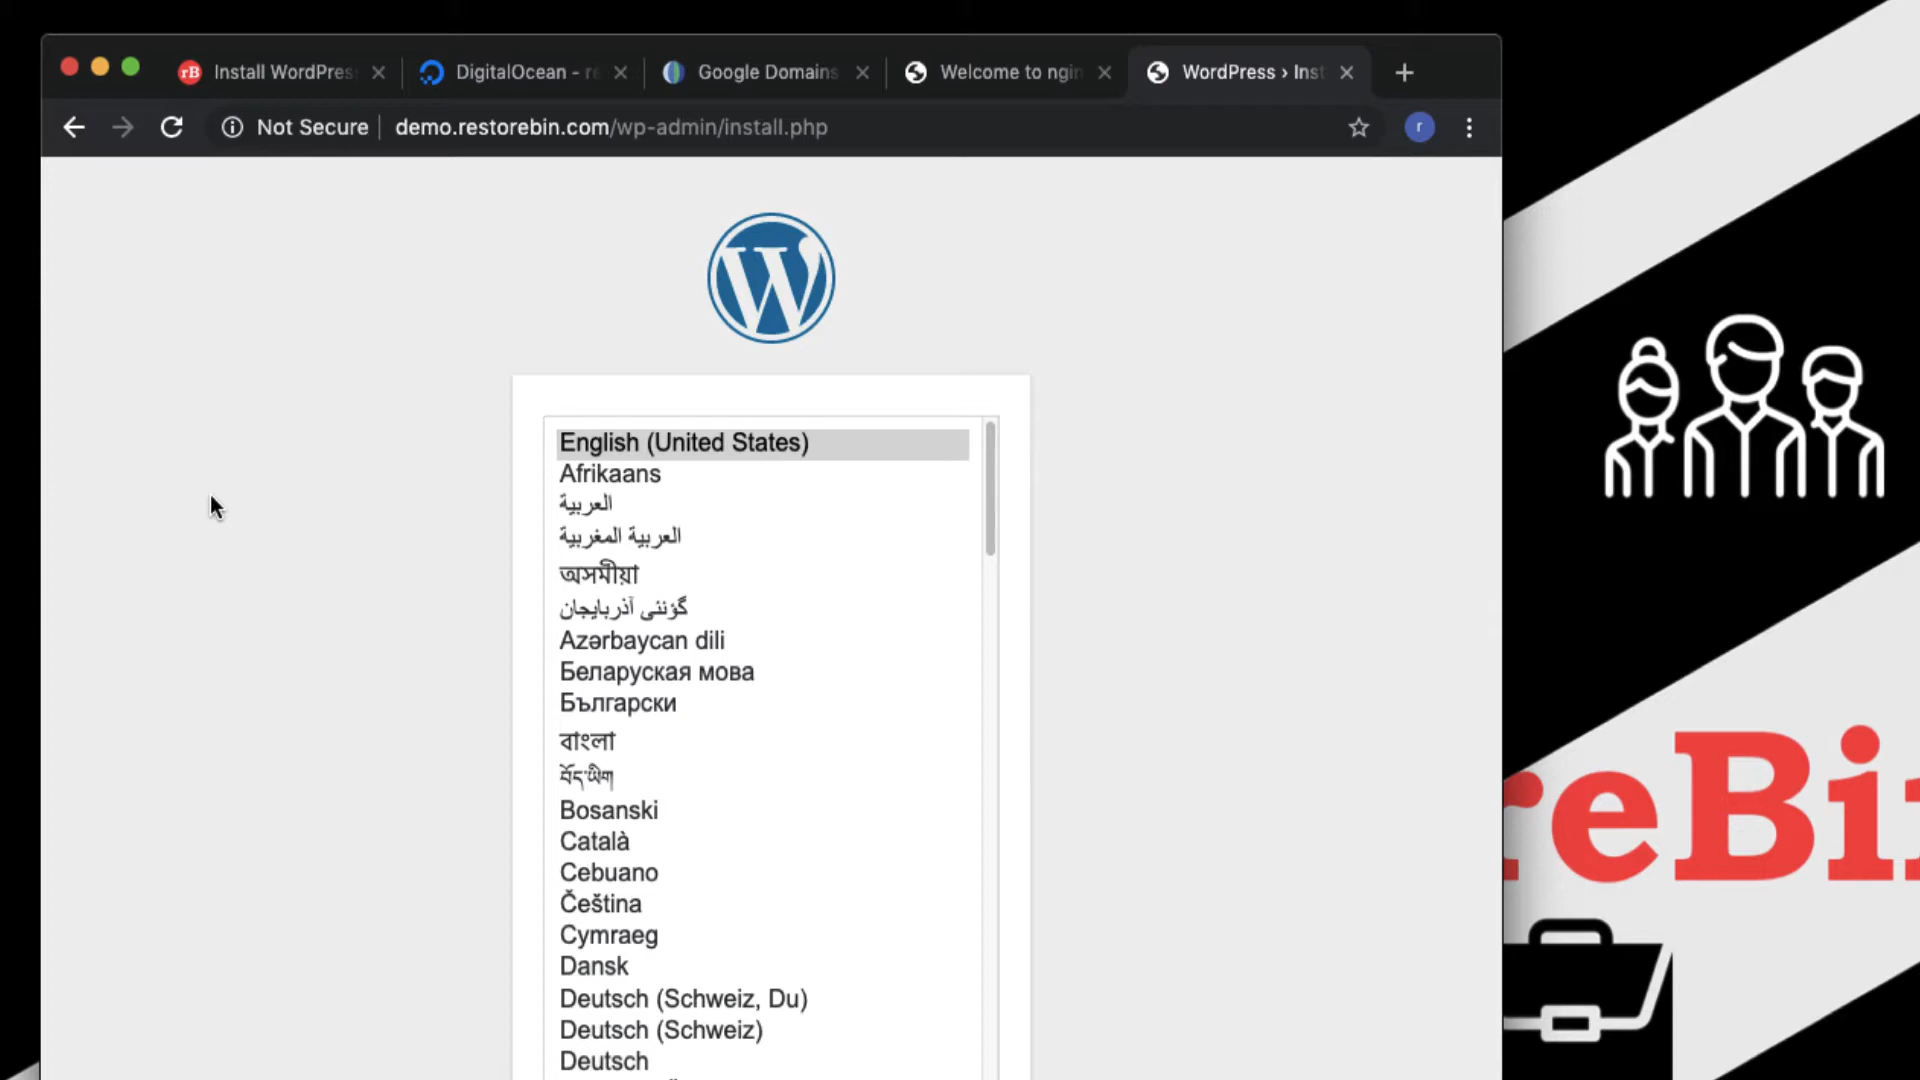 Install WordPres
DigitalOcean - re
Google Domains
Welcome to ngin
WordPress › Inst
Not Secure
demo.restorebin.com/wp-admin/install.php
r
English (United States)
Afrikaans
العربية
العربية المغربية
অসমীয়া
گؤنئی آذربایجان
Azərbaycan dili
Беларуская мова
Български
বাংলা
བོད་ཡིག
Bosanski
Català
Cebuano
Čeština
Cymraeg
Dansk
Deutsch (Schweiz, Du)
Deutsch (Schweiz)
Deutsch
reBi